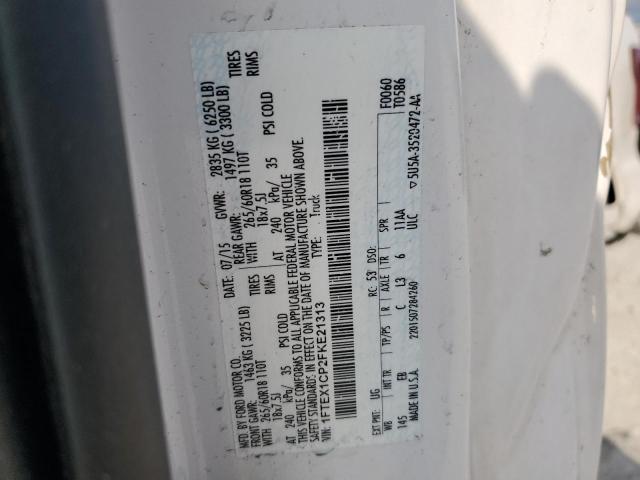 MFD. BY FORD MOTOR CO.
DATE: 07/15 GVWR: 2835 KG ( 6250 LB)
FRONT GAWR: 1463 KG ( 3225 LB) REAR GAWR: 1497 KG ( 3300 LB)
WITH 265/60R18 110T TIRES WITH 265/60R18 110T TIRES
18x7.5J RIMS 18x7.5J RIMS
AT 240 kPa/ 35 PSI COLD AT 240 kPa/ 35 PSI COLD
THIS VEHICLE CONFORMS TO ALL APPLICABLE FEDERAL MOTOR VEHICLE
SAFETY STANDARDS IN EFFECT ON THE DATE OF MANUFACTURE SHOWN ABOVE.
VIN: 1FTEX1CP2FKE21313 TYPE: Truck
F0060
T0586
EXT PNT: UG RC: 53 DSO:
WB INT TR TP/PS R AXLE TR SPR
145 EB C L3 6 11AA
ULC
MADE IN U.S.A. 2201507284260
▽5U5A-3520472-AA